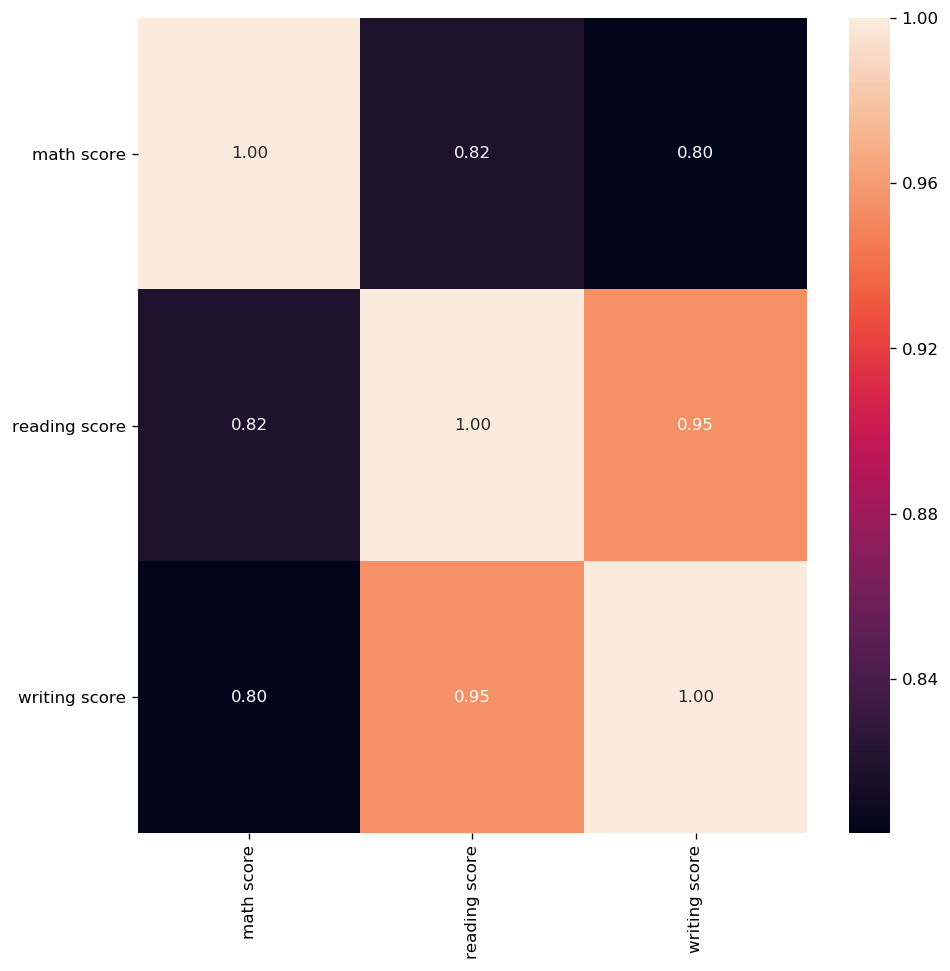 math score 1.00 0.82 0.80
reading score 0.82 1.00 0.95
writing score 0.80 0.95 1.00
math score reading score writing score
1.00
0.96
0.92
0.88
0.84